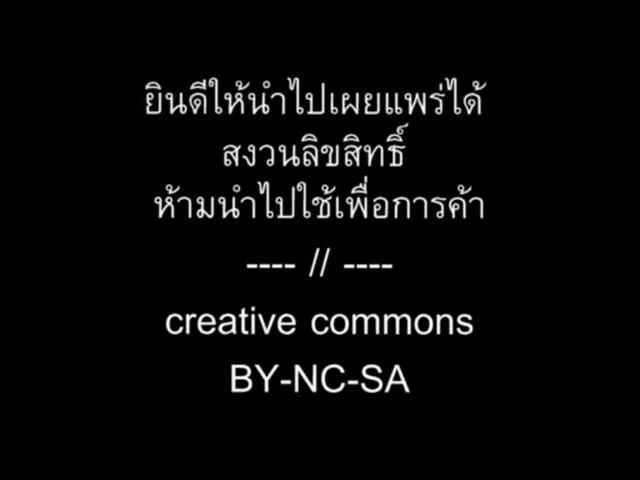 ยินดีให้นำไปเผยแพร่ได้
สงวนลิขสิทธิ์
ห้ามนำไปใช้เพื่อการค้า
---- // ----
creative commons
BY-NC-SA